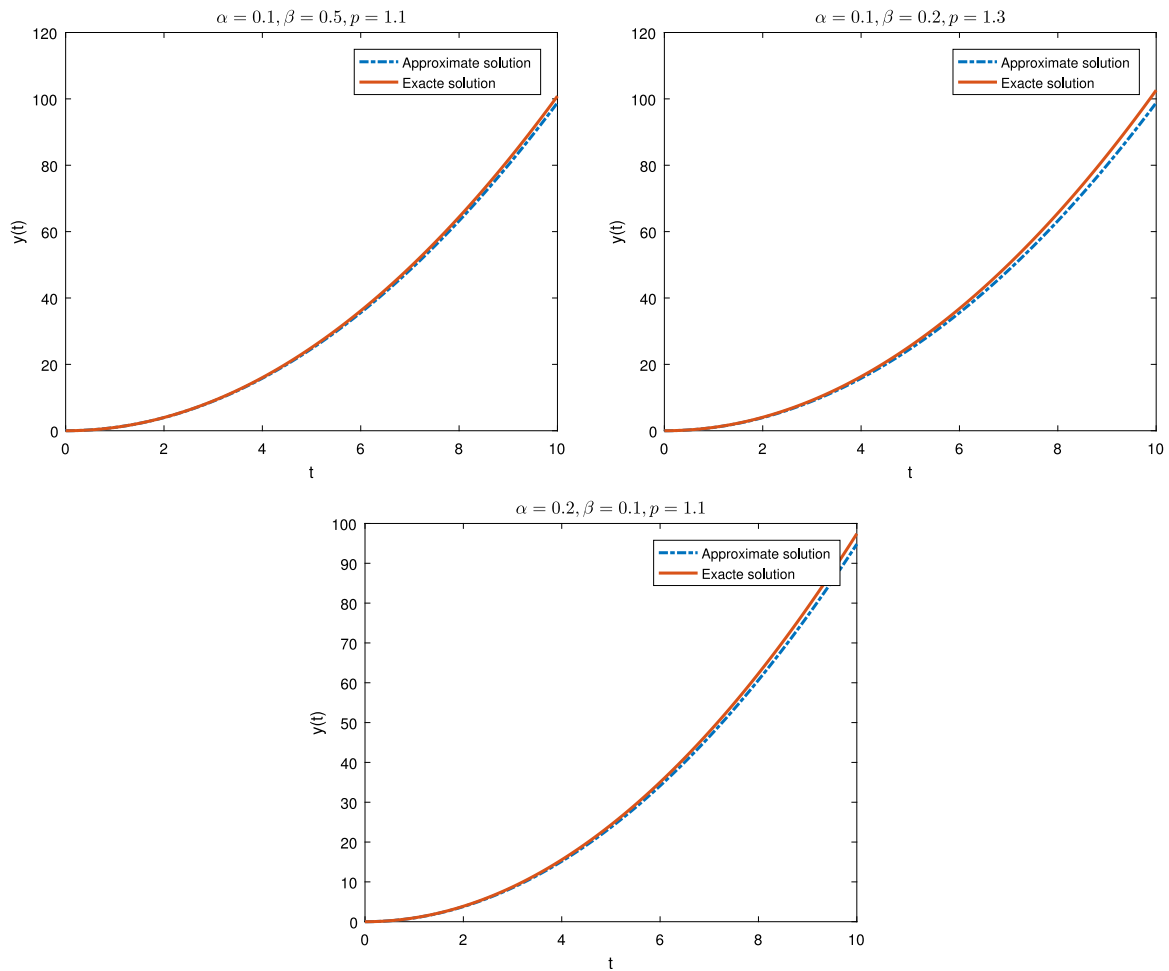 α = 0.1, β = 0.5, p = 1.1
120
100
80
60
40
20
0
y(t)
Approximate solution
Exacte solution
0 2 4 6 8 10
t
α = 0.1, β = 0.2, p = 1.3
120
100
80
60
40
20
0
y(t)
Approximate solution
Exacte solution
0 2 4 6 8 10
t
α = 0.2, β = 0.1, p = 1.1
100
90
80
70
60
50
40
30
20
10
0
y(t)
Approximate solution
Exacte solution
0 2 4 6 8 10
t